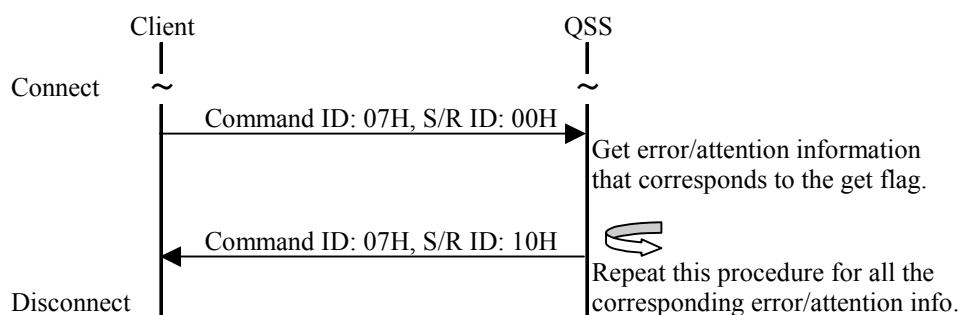 Client
QSS
Connect
~
~
Command ID: 07H, S/R ID: 00H
Get error/attention information
that corresponds to the get flag.
Command ID: 07H, S/R ID: 10H
Repeat this procedure for all the
Disconnect
corresponding error/attention info.